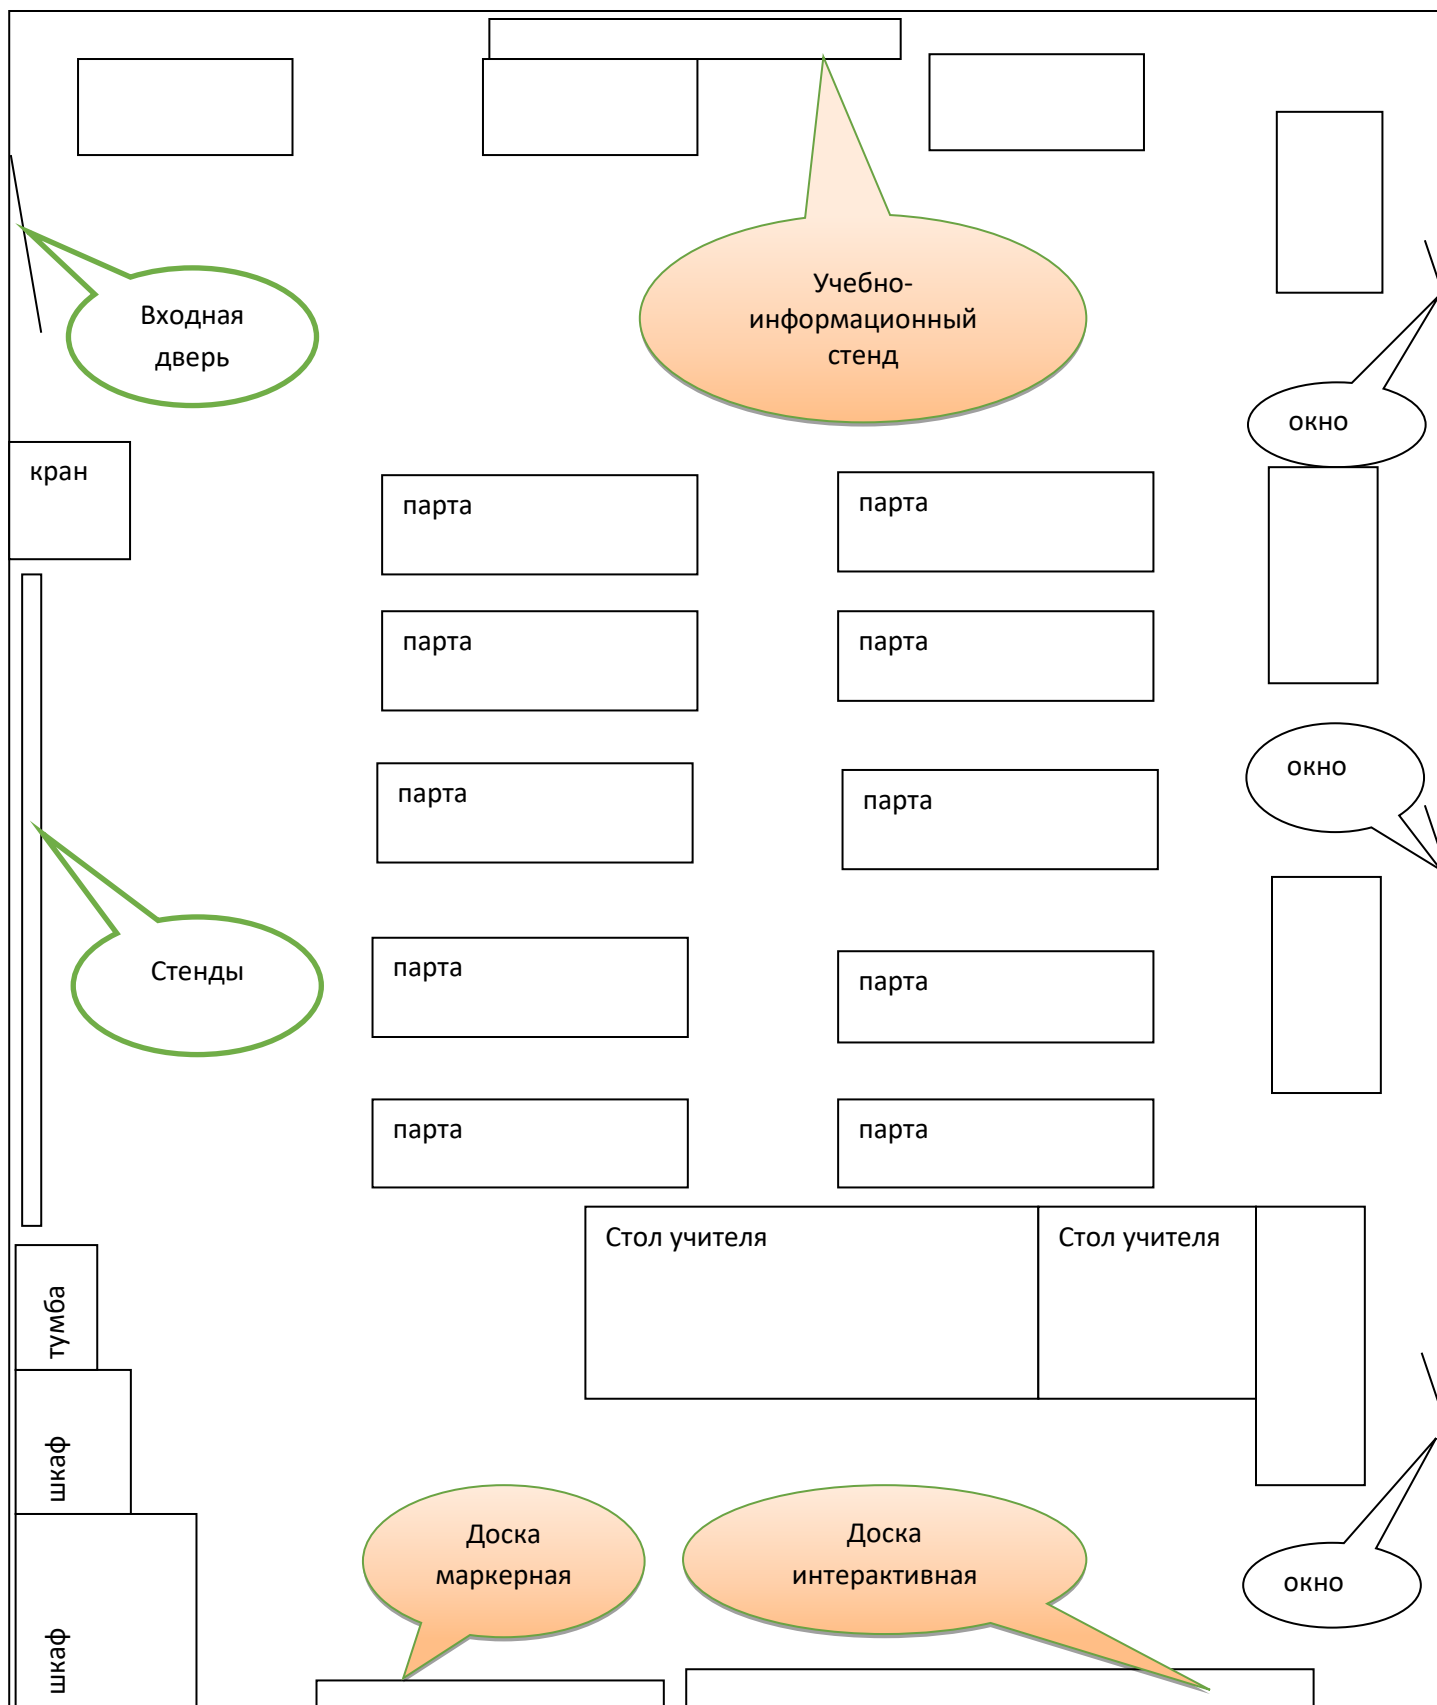 Учебно-
информационный
стенд
Входная
дверь
окно
кран
парта
парта
парта
парта
окно
парта
парта
Стенды
парта
парта
парта
парта
Стол учителя
Стол учителя
тумба
шкаф
Доска
маркерная
Доска
интерактивная
окно
шкаф